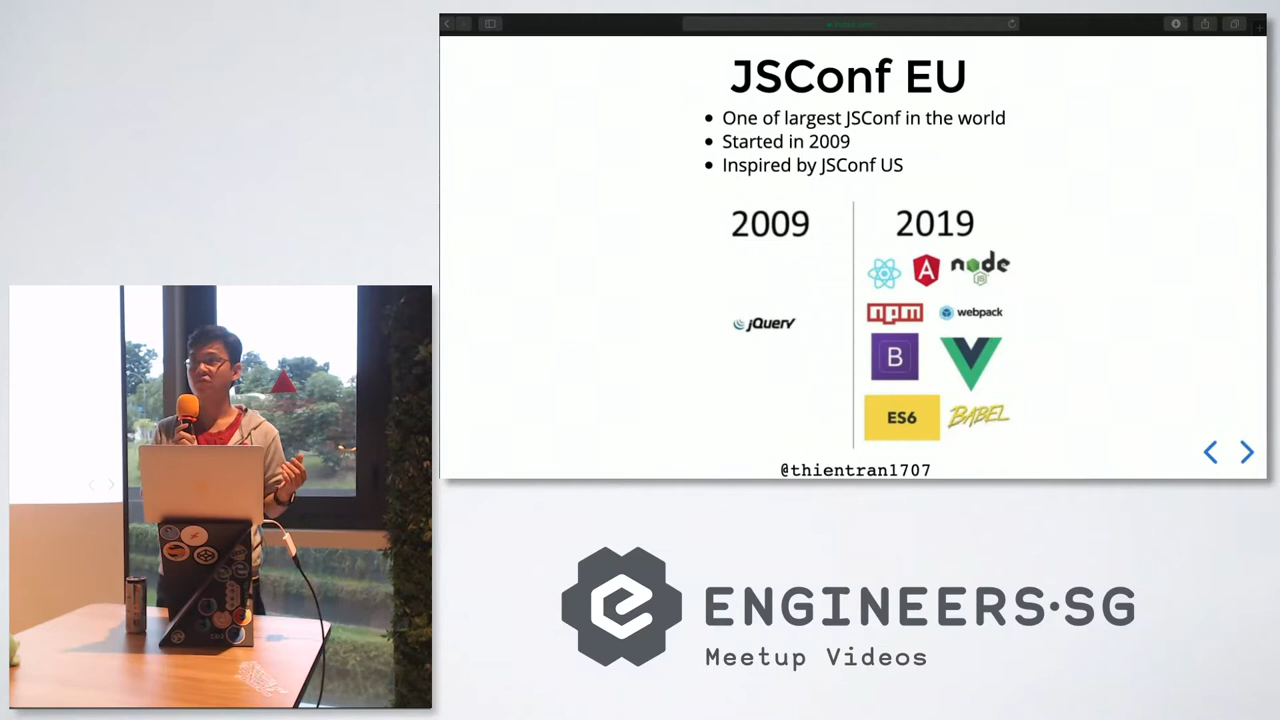 JSConf EU
One of largest JSConf in the world
Started in 2009
Inspired by JSConf US
2009
2019
node
JS
jQuery
npm
webpack
B
ES6
BABEL
@thientran1707
ENGINEERS·SG
Meetup Videos